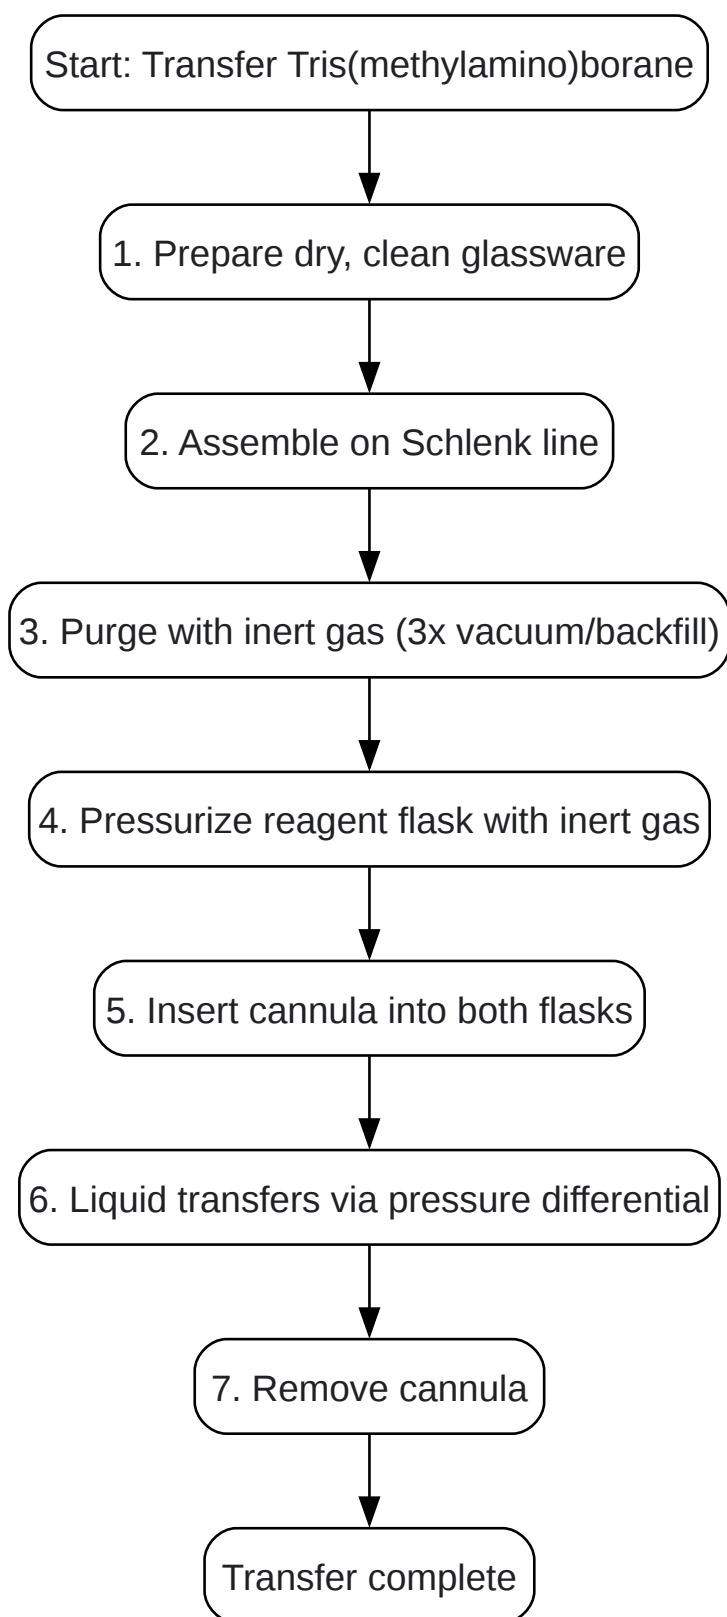 Start: Transfer Tris(methylamino)borane
1. Prepare dry, clean glassware
2. Assemble on Schlenk line
3. Purge with inert gas (3x vacuum/backfill)
4. Pressurize reagent flask with inert gas
5. Insert cannula into both flasks
6. Liquid transfers via pressure differential
7. Remove cannula
Transfer complete